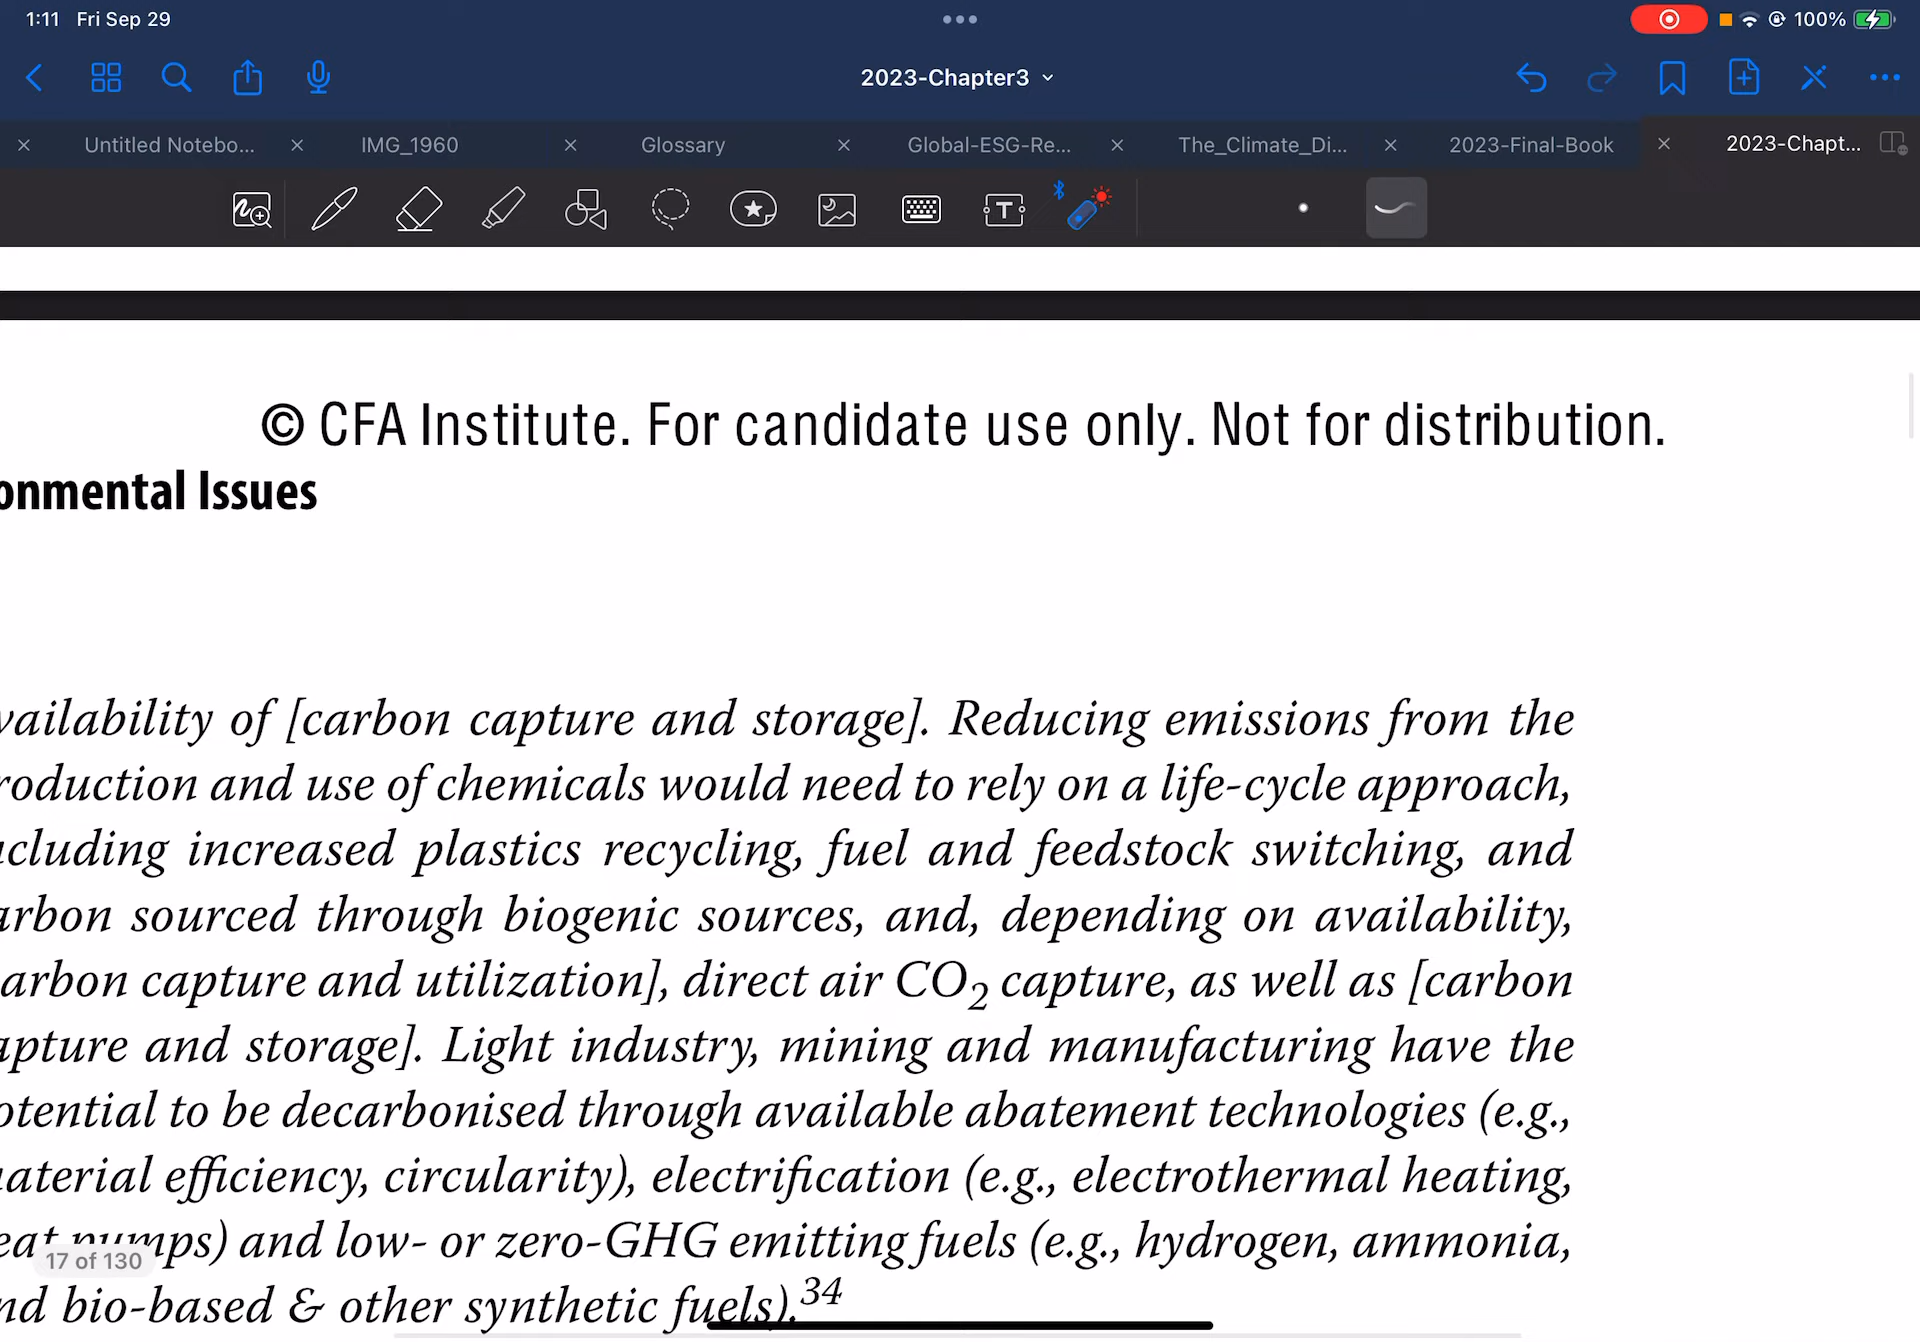 1:11 Fri Sep 29
100%
2023-Chapter3
Untitled Notebo...
IMG_1960
Glossary
Global-ESG-Re...
The_Climate_Di...
2023-Final-Book
2023-Chapt...
© CFA Institute. For candidate use only. Not for distribution.
onmental Issues
vailability of [carbon capture and storage]. Reducing emissions from the
roduction and use of chemicals would need to rely on a life-cycle approach,
cluding increased plastics recycling, fuel and feedstock switching, and
arbon sourced through biogenic sources, and, depending on availability,
arbon capture and utilization], direct air CO₂ capture, as well as [carbon
apture and storage]. Light industry, mining and manufacturing have the
otential to be decarbonised through available abatement technologies (e.g.,
aterial efficiency, circularity), electrification (e.g., electrothermal heating,
eat pumps) and low- or zero-GHG emitting fuels (e.g., hydrogen, ammonia,
17 of 130
nd bio-based & other synthetic fuels).³⁴